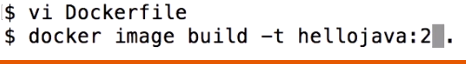 $ vi Dockerfile
$ docker image build -t hellojava:2 .